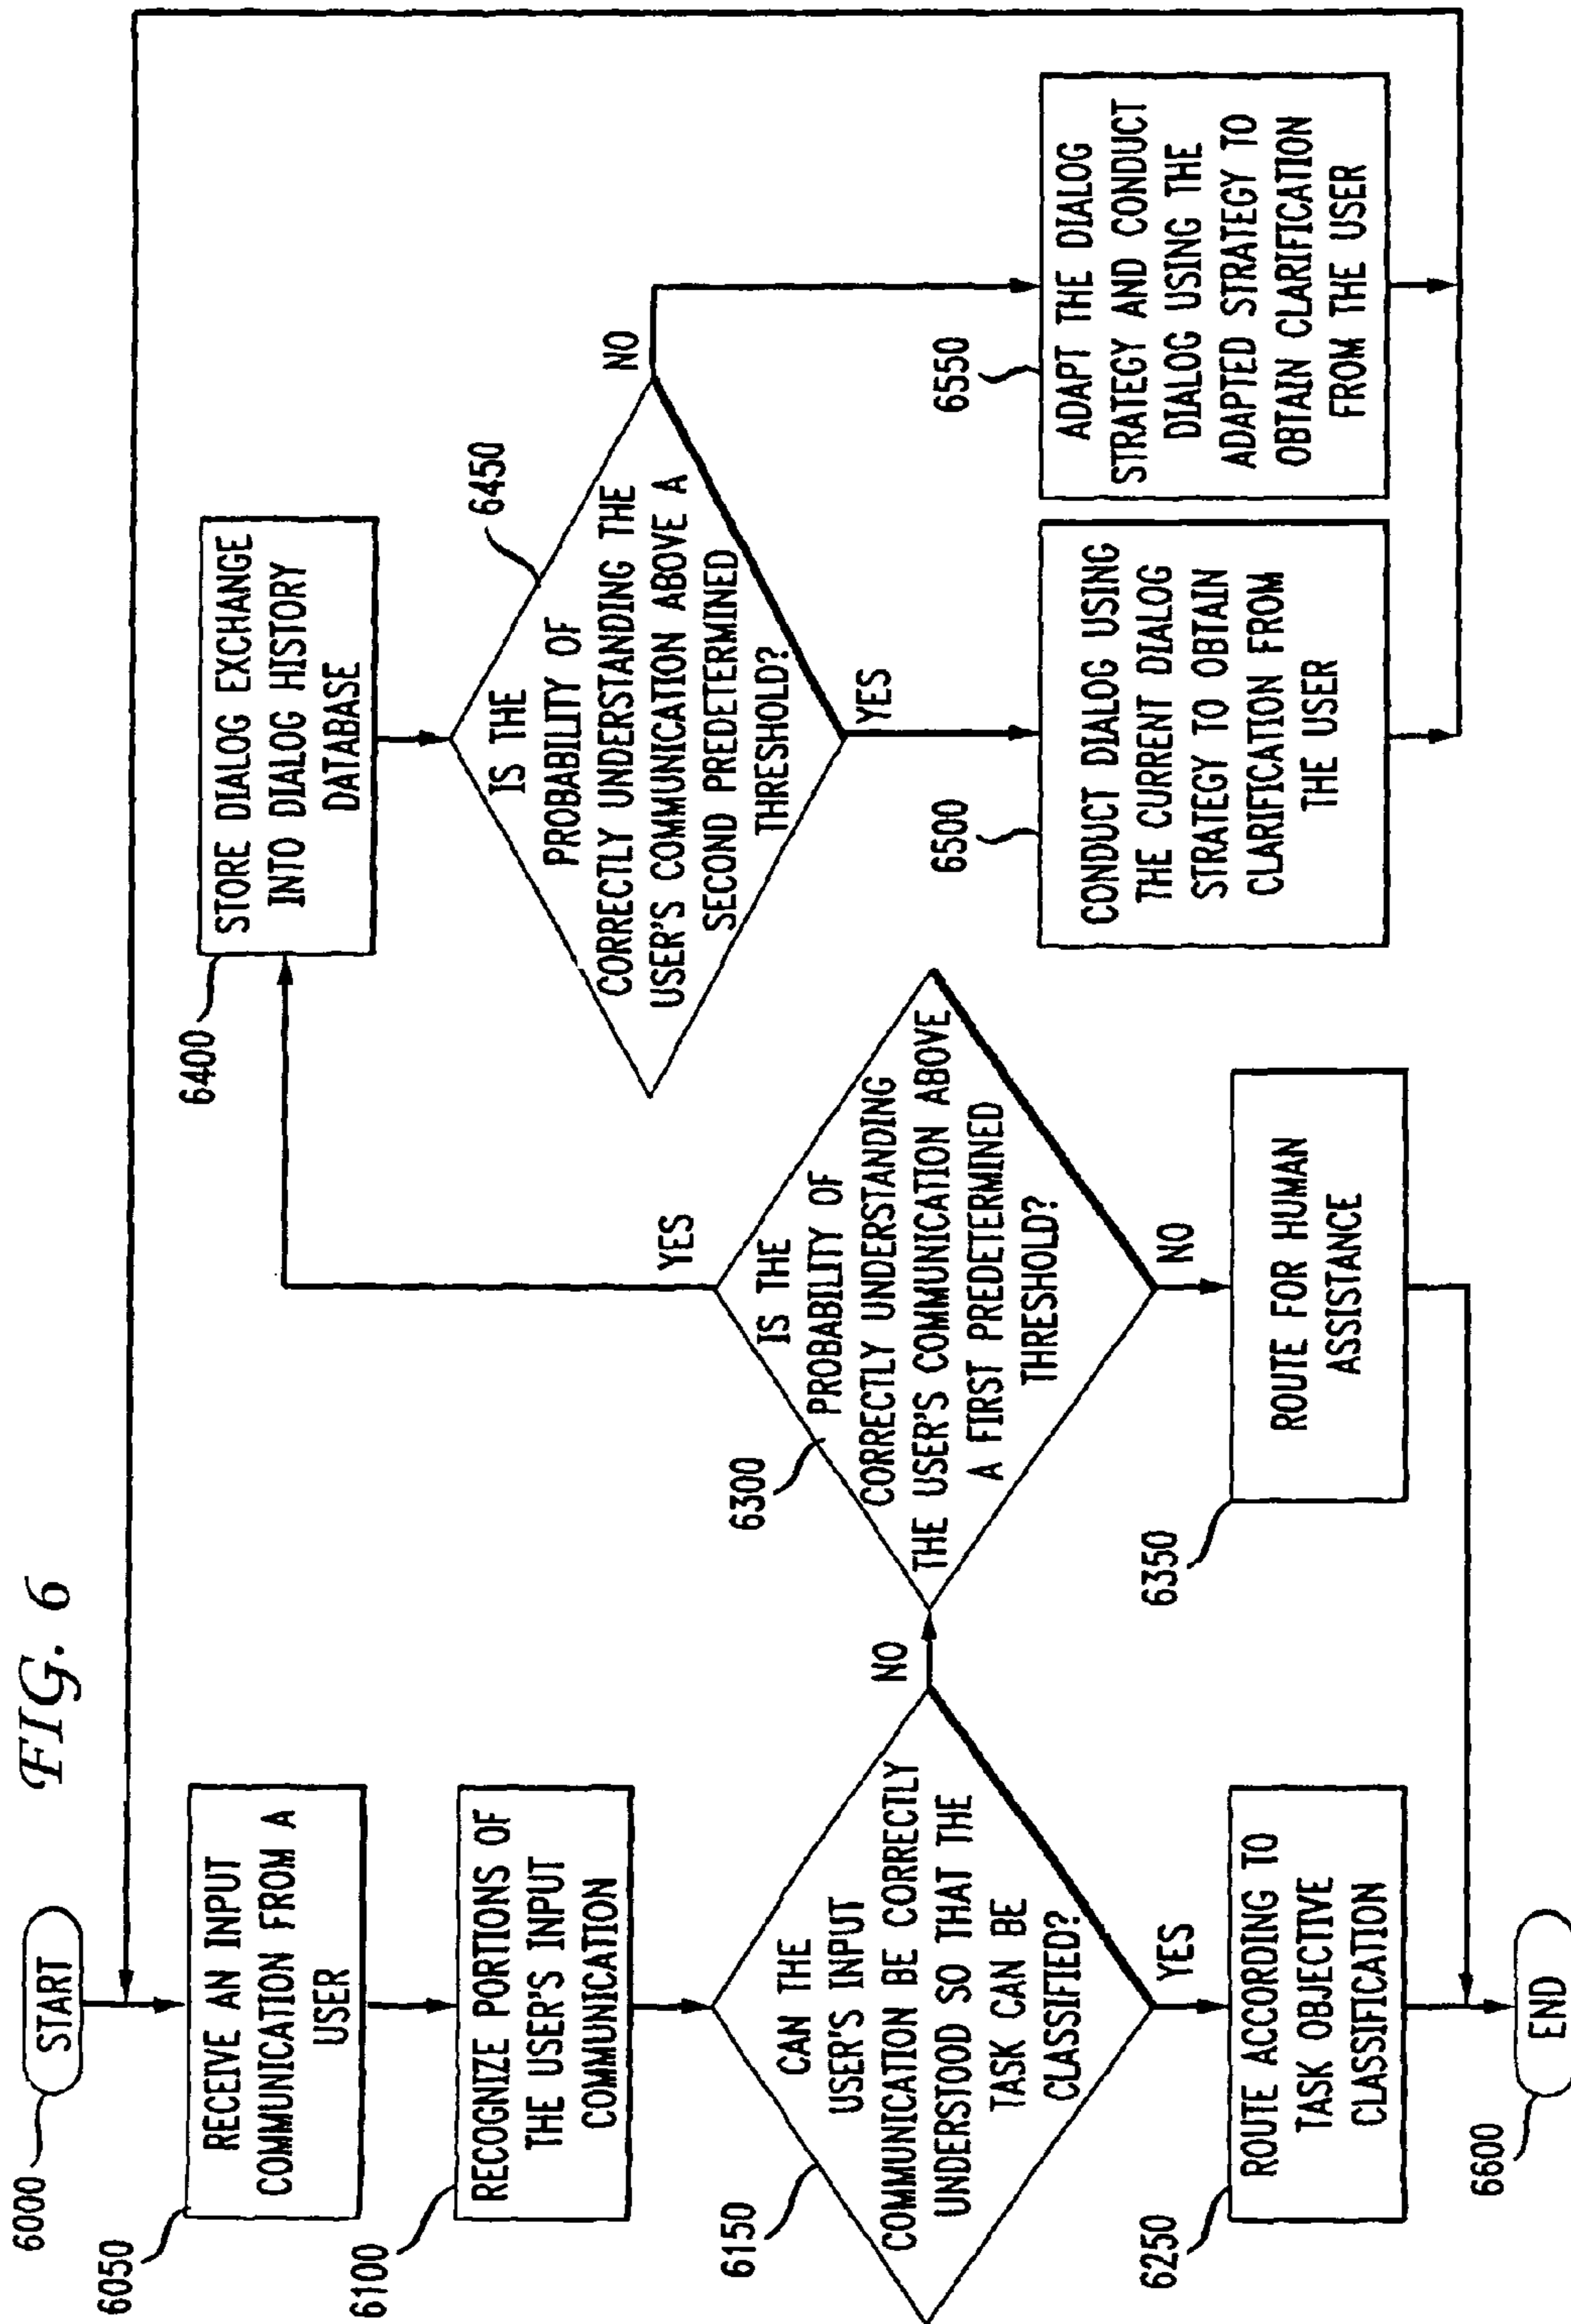 FIG. 6
6000
START
6050
RECEIVE AN INPUT
COMMUNICATION FROM A
USER
6100
RECOGNIZE PORTIONS OF
THE USER'S INPUT
COMMUNICATION
6150
CAN THE
USER'S INPUT
COMMUNICATION BE CORRECTLY
UNDERSTOOD SO THAT THE
TASK CAN BE
CLASSIFIED?
NO
YES
6250
ROUTE ACCORDING TO
TASK OBJECTIVE
CLASSIFICATION
6600
END
6300
IS THE
PROBABILITY OF
CORRECTLY UNDERSTANDING
THE USER'S COMMUNICATION ABOVE
A FIRST PREDETERMINED
THRESHOLD?
YES
NO
6350
ROUTE FOR HUMAN
ASSISTANCE
6400
STORE DIALOG EXCHANGE
INTO DIALOG HISTORY
DATABASE
6450
IS THE
PROBABILITY OF
CORRECTLY UNDERSTANDING THE
USER'S COMMUNICATION ABOVE A
SECOND PREDETERMINED
THRESHOLD?
NO
YES
6500
CONDUCT DIALOG USING
THE CURRENT DIALOG
STRATEGY TO OBTAIN
CLARIFICATION FROM
THE USER
6550
ADAPT THE DIALOG
STRATEGY AND CONDUCT
DIALOG USING THE
ADAPTED STRATEGY TO
OBTAIN CLARIFICATION
FROM THE USER